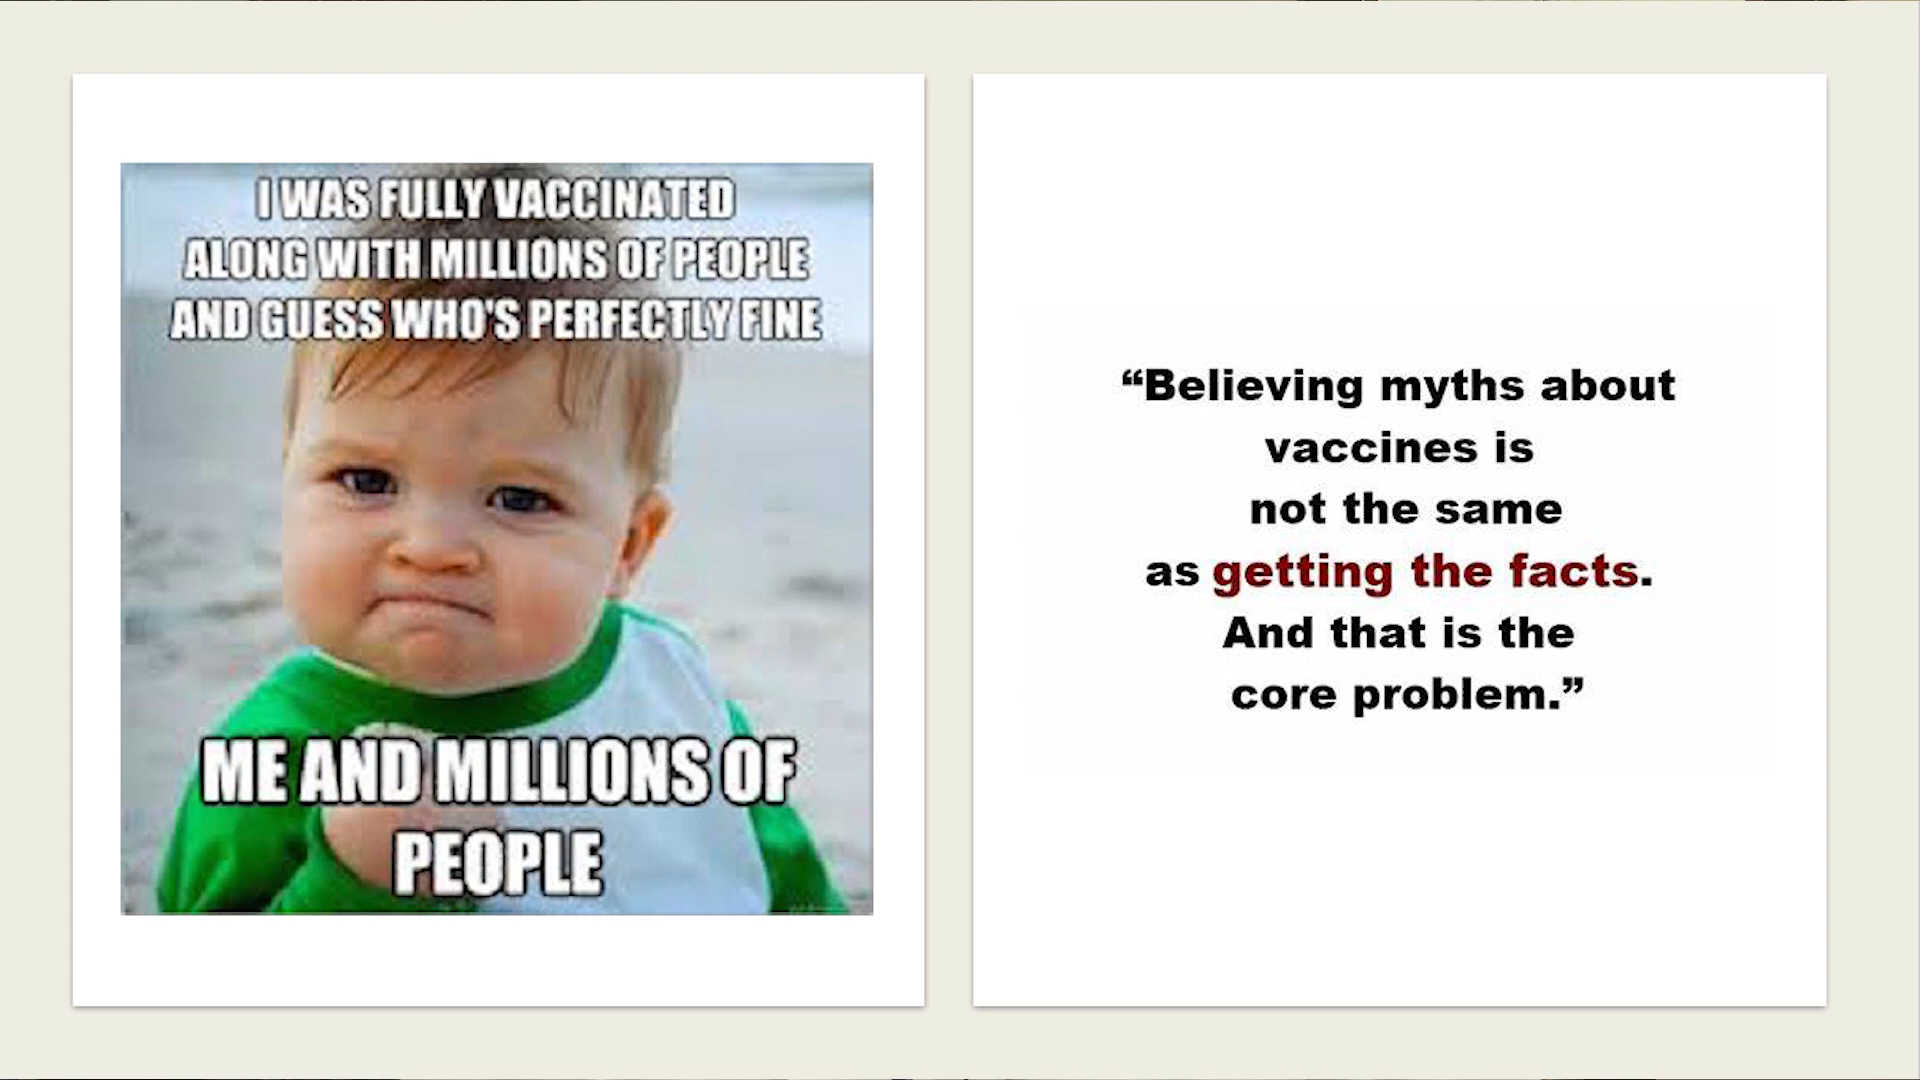 I WAS FULLY VACCINATED
ALONG WITH MILLIONS OF PEOPLE
AND GUESS WHO'S PERFECTLY FINE
ME AND MILLIONS OF
PEOPLE
“Believing myths about
vaccines is
not the same
as getting the facts.
And that is the
core problem.”